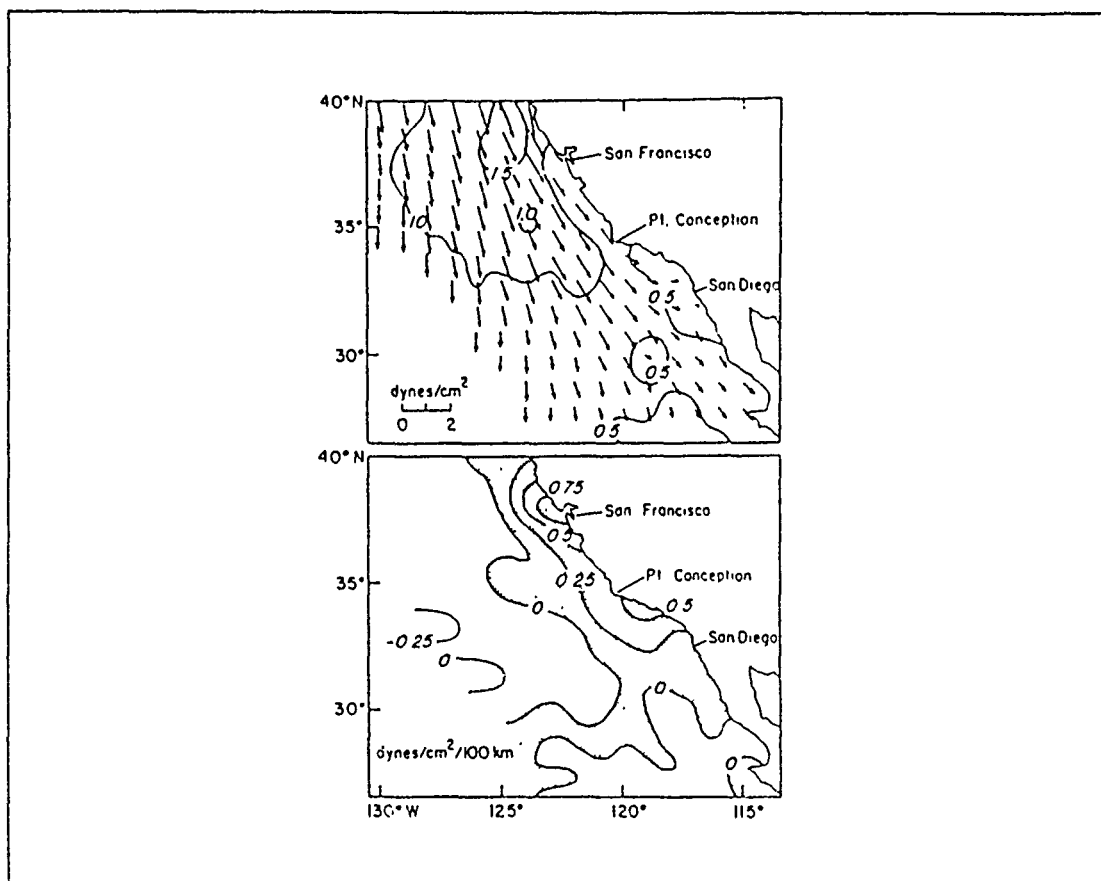 40°N
San Francisco
1.5
1.0
1.0
35°
Pt. Conception
San Diego
0.5
30°
0.5
dynes/cm²
0 2
0.5
40°N
0.75
San Francisco
0.5
35°
Pt. Conception
0.25
0
0.5
-0.25
San Diego
0
0
30°
dynes/cm²/100 km
0
130°W 125° 120° 115°